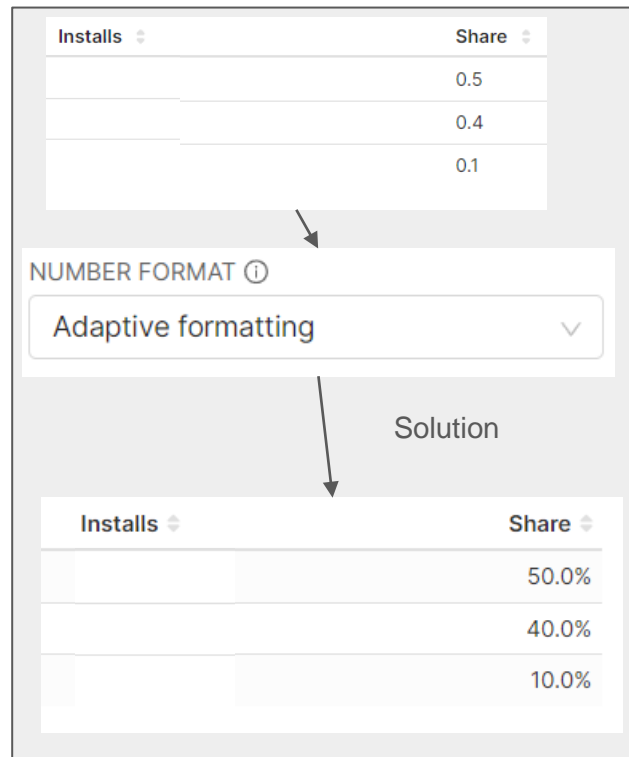 Installs Share
0.5
0.4
0.1
NUMBER FORMAT
Adaptive formatting
Solution
Installs Share
50.0%
40.0%
10.0%